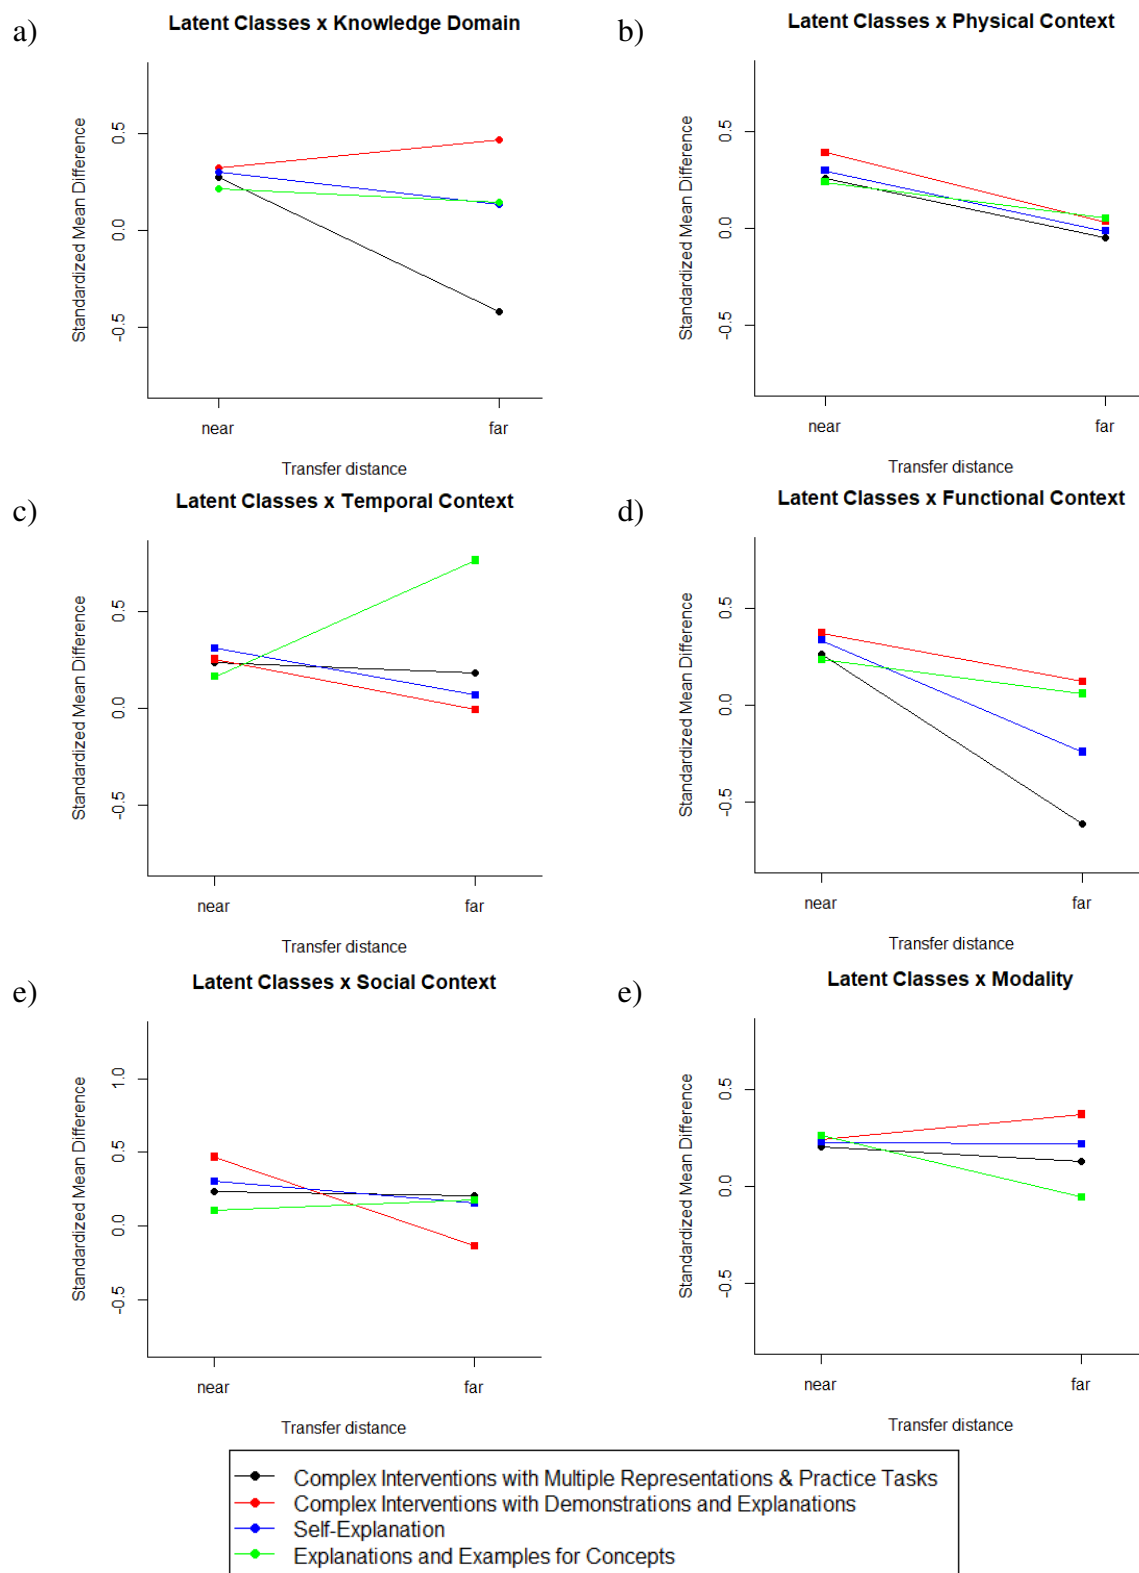 a)
Latent Classes x Knowledge Domain
Standardized Mean Difference
0.5
0.0
-0.5
near
far
Transfer distance
b)
Latent Classes x Physical Context
Standardized Mean Difference
0.5
0.0
-0.5
near
far
Transfer distance
c)
Latent Classes x Temporal Context
Standardized Mean Difference
0.5
0.0
-0.5
near
far
Transfer distance
d)
Latent Classes x Functional Context
Standardized Mean Difference
0.5
0.0
-0.5
near
far
Transfer distance
e)
Latent Classes x Social Context
Standardized Mean Difference
1.0
0.5
0.0
-0.5
near
far
Transfer distance
e)
Latent Classes x Modality
Standardized Mean Difference
0.5
0.0
-0.5
near
far
Transfer distance
Complex Interventions with Multiple Representations & Practice Tasks
Complex Interventions with Demonstrations and Explanations
Self-Explanation
Explanations and Examples for Concepts